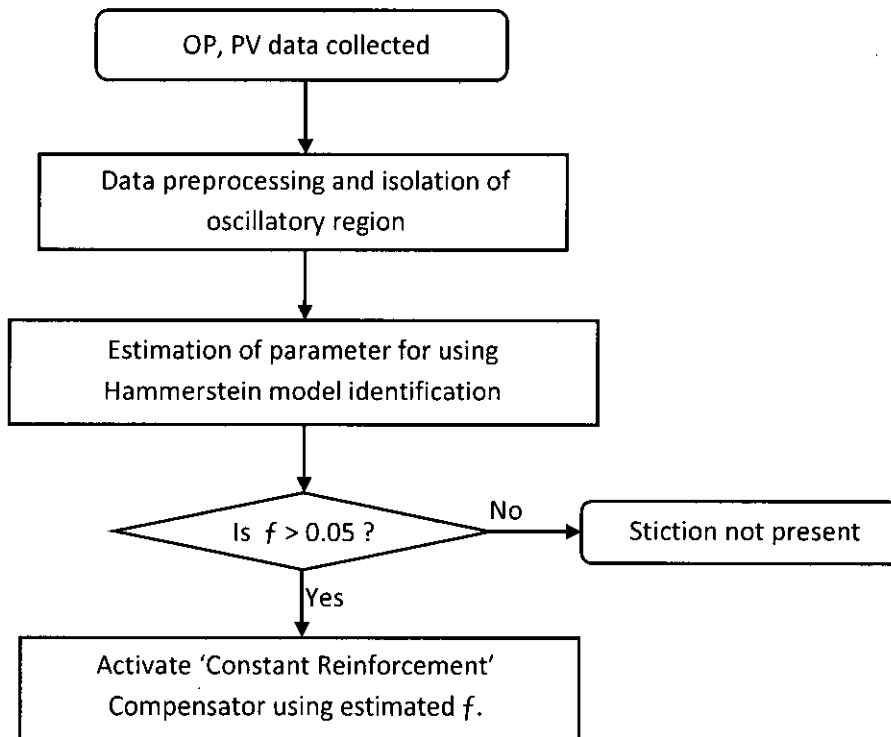 OP, PV data collected
Data preprocessing and isolation of
oscillatory region
Estimation of parameter for using
Hammerstein model identification
Is f > 0.05 ?
No
Stiction not present
Yes
Activate ‘Constant Reinforcement’
Compensator using estimated f.